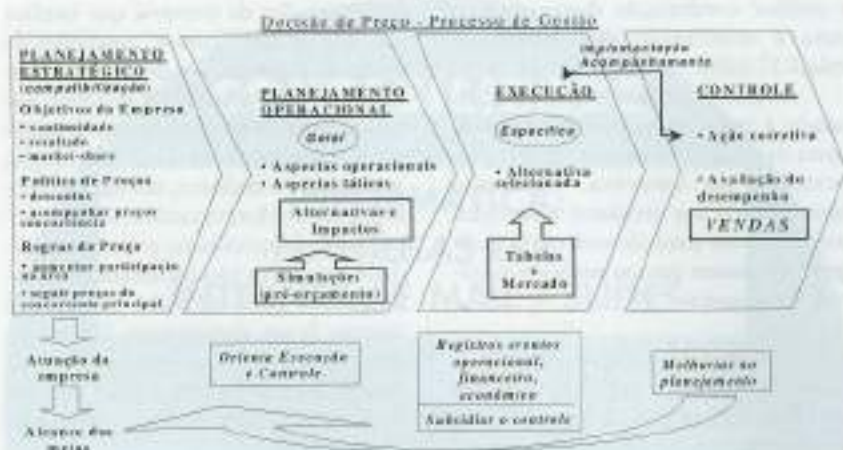 Decisão de Preço - Processo de Gestão
PLANEJAMENTO
ESTRATÉGICO
(compatibilização)
Objetivos da Empresa
• continuidade
• resultado
• market-share
Política de Preços
• descontos
• acompanhar preços
concorrência
Regras de Preço
• aumentar participação
na área
• seguir preços do
concorrente principal
Atuação da
empresa
Alcance das
metas
PLANEJAMENTO
OPERACIONAL
Geral
• Aspectos operacionais
• Aspectos táticos
Alternativas e
Impactos
Simulações
(pré-orçamento)
Orienta Execução
e Controle
EXECUÇÃO
Específica
• Alternativa
selecionada
Tabelas
e
Mercado
Registros eventos
operacional,
financeiro,
econômico
Subsidiar o controle
Implementação
Acompanhamento
CONTROLE
• Ação corretiva
• Avaliação do
desempenho
VENDAS
Melhorias no
planejamento